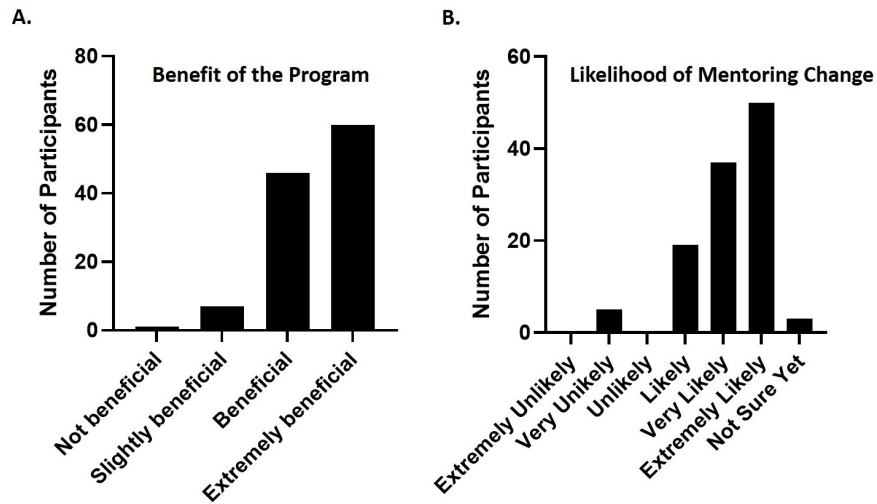 A.
Benefit of the Program
Number of Participants
80
60
40
20
0
Not beneficial
Slightly beneficial
Beneficial
Extremely beneficial
B.
Likelihood of Mentoring Change
Number of Participants
60
40
20
0
Extremely Unlikely
Very Unikely
Unlikely
Likely
Very Likely
Extremely Likely
Not Sure Yet